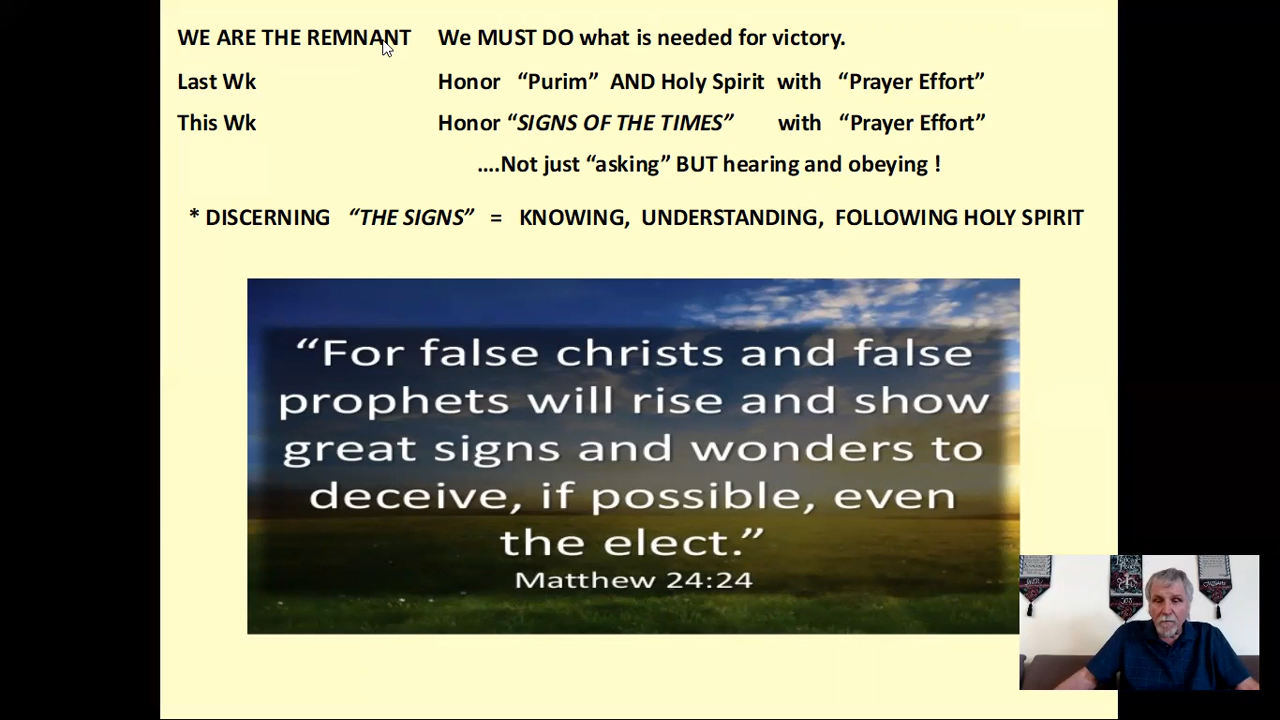 WE ARE THE REMNANT We MUST DO what is needed for victory.
Last Wk Honor “Purim” AND Holy Spirit with “Prayer Effort”
This Wk Honor “SIGNS OF THE TIMES” with “Prayer Effort”
....Not just “asking” BUT hearing and obeying !
* DISCERNING “THE SIGNS” = KNOWING, UNDERSTANDING, FOLLOWING HOLY SPIRIT
“For false christs and false
prophets will rise and show
great signs and wonders to
deceive, if possible, even
the elect.”
Matthew 24:24